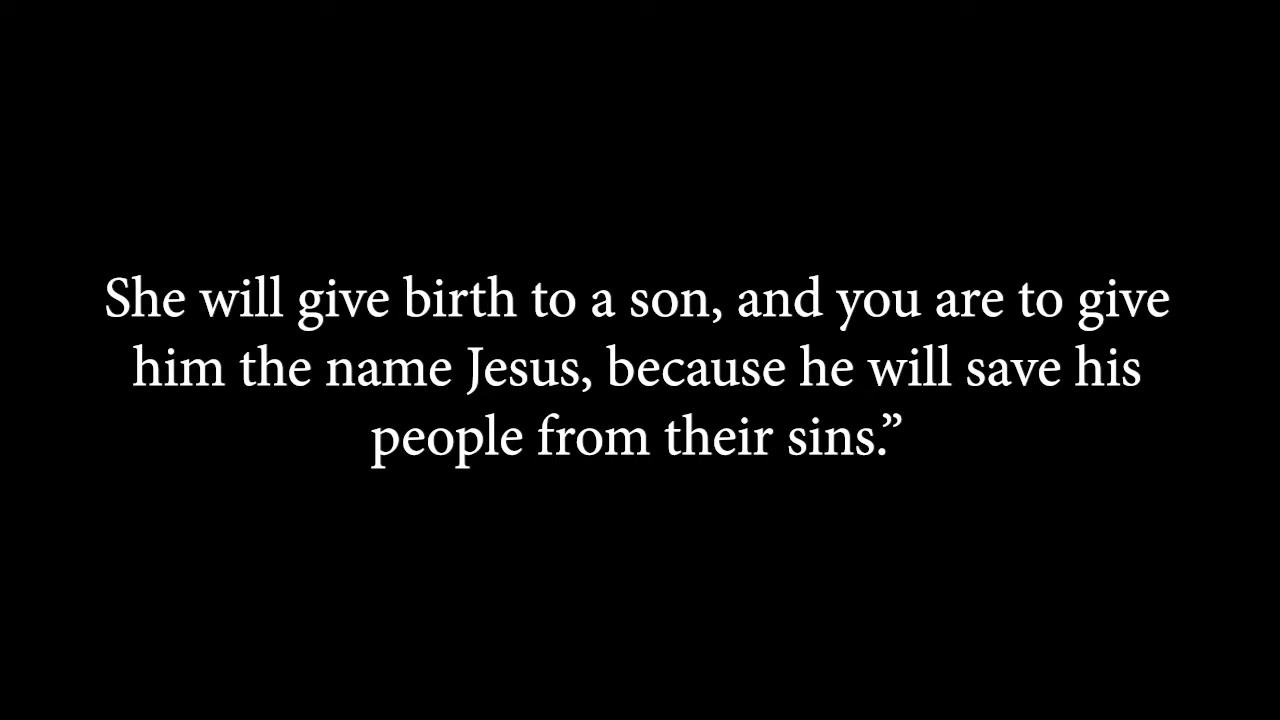 She will give birth to a son, and you are to give
him the name Jesus, because he will save his
people from their sins.”